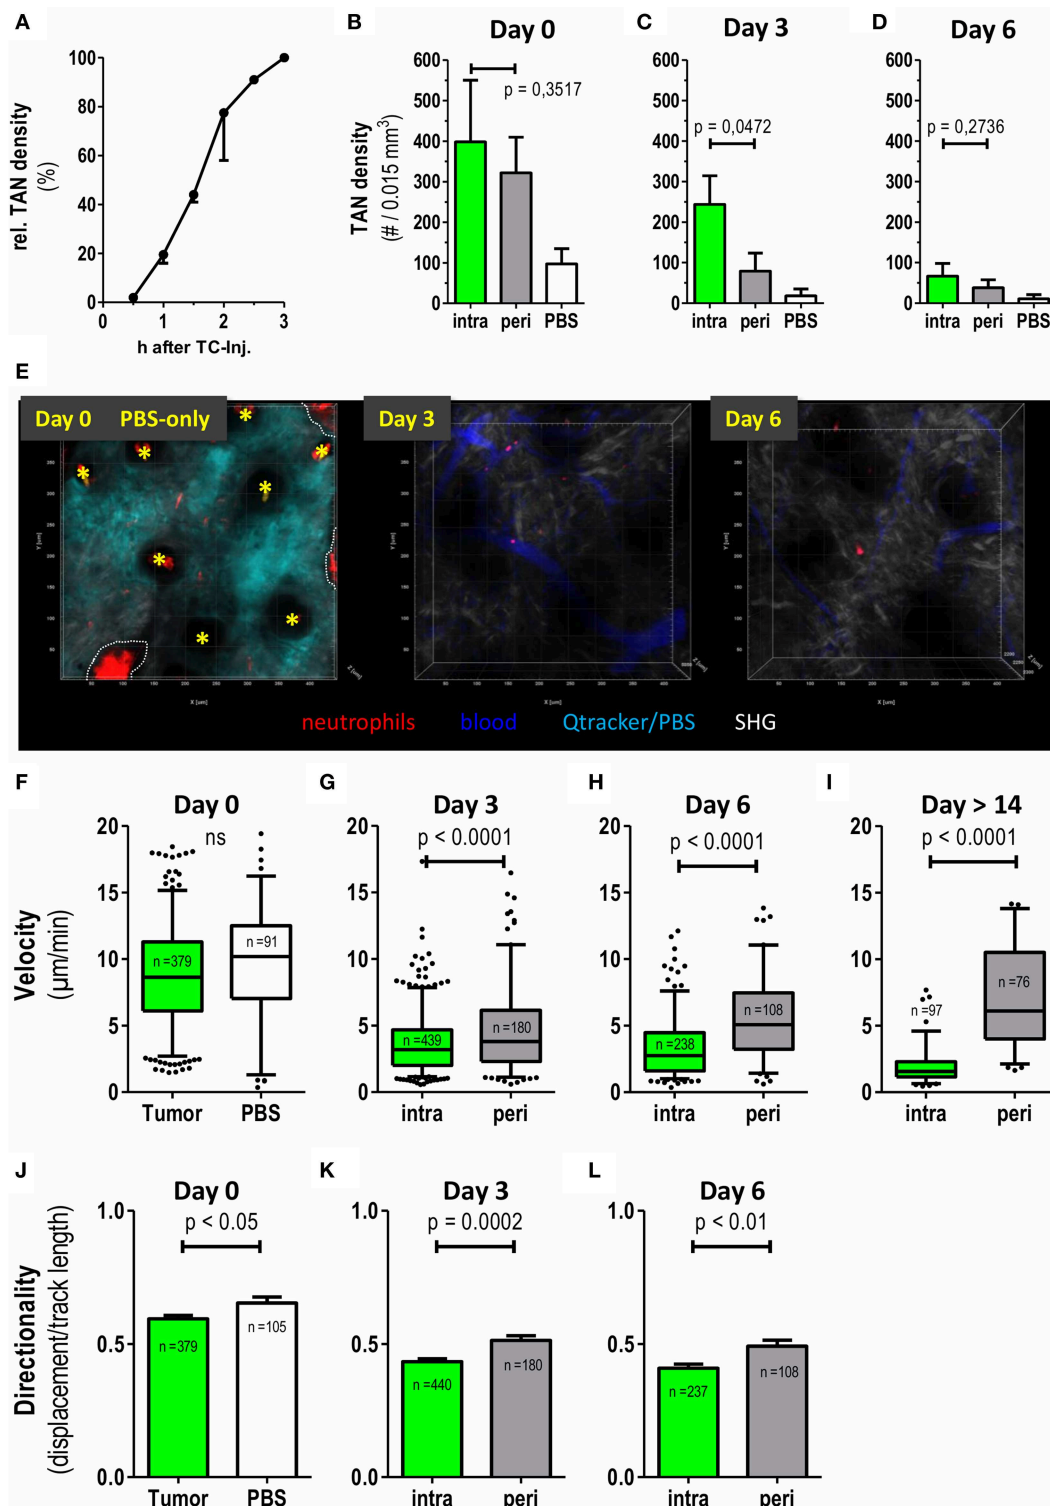 A
rel. TAN density
(%)
100
80
60
40
20
0
0 1 2 3
h after TC-Inj.
B
Day 0
TAN density
(# / 0.015 mm³)
600
500
400
300
200
100
0
p = 0,3517
intra peri PBS
C
Day 3
600
500
400
300
200
100
0
p = 0,0472
intra peri PBS
D
Day 6
600
500
400
300
200
100
0
p = 0,2736
intra peri PBS
E
Day 0 PBS-only
Day 3
Day 6
neutrophils blood Qtracker/PBS SHG
F
Day 0
Velocity
(µm/min)
20
15
10
5
0
ns
n =379
n =91
Tumor PBS
G
Day 3
20
15
10
5
0
p < 0.0001
n =439
n =180
intra peri
H
Day 6
20
15
10
5
0
p < 0.0001
n =238
n =108
intra peri
I
Day > 14
20
15
10
5
0
p < 0.0001
n =97
n =76
intra peri
J
Day 0
Directionality
(displacement/track length)
1.0
0.5
0.0
p < 0.05
n =379
n =105
Tumor PBS
K
Day 3
1.0
0.5
0.0
p = 0.0002
n =440
n =180
intra peri
L
Day 6
1.0
0.5
0.0
p < 0.01
n =237
n =108
intra peri